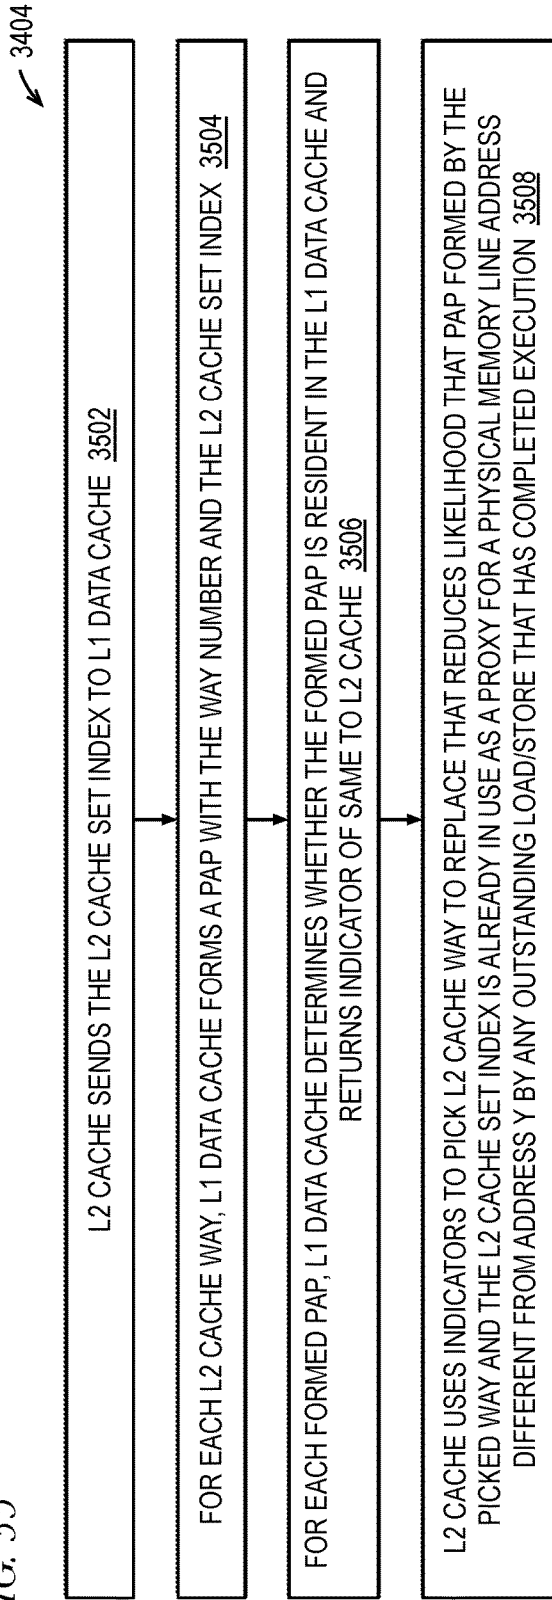 3404
L2 CACHE SENDS THE L2 CACHE SET INDEX TO L1 DATA CACHE 3502
FOR EACH L2 CACHE WAY, L1 DATA CACHE FORMS A PAP WITH THE WAY NUMBER AND THE L2 CACHE SET INDEX 3504
FOR EACH FORMED PAP, L1 DATA CACHE DETERMINES WHETHER THE FORMED PAP IS RESIDENT IN THE L1 DATA CACHE AND
RETURNS INDICATOR OF SAME TO L2 CACHE 3506
L2 CACHE USES INDICATORS TO PICK L2 CACHE WAY TO REPLACE THAT REDUCES LIKELIHOOD THAT PAP FORMED BY THE
PICKED WAY AND THE L2 CACHE SET INDEX IS ALREADY IN USE AS A PROXY FOR A PHYSICAL MEMORY LINE ADDRESS
DIFFERENT FROM ADDRESS Y BY ANY OUTSTANDING LOAD/STORE THAT HAS COMPLETED EXECUTION 3508